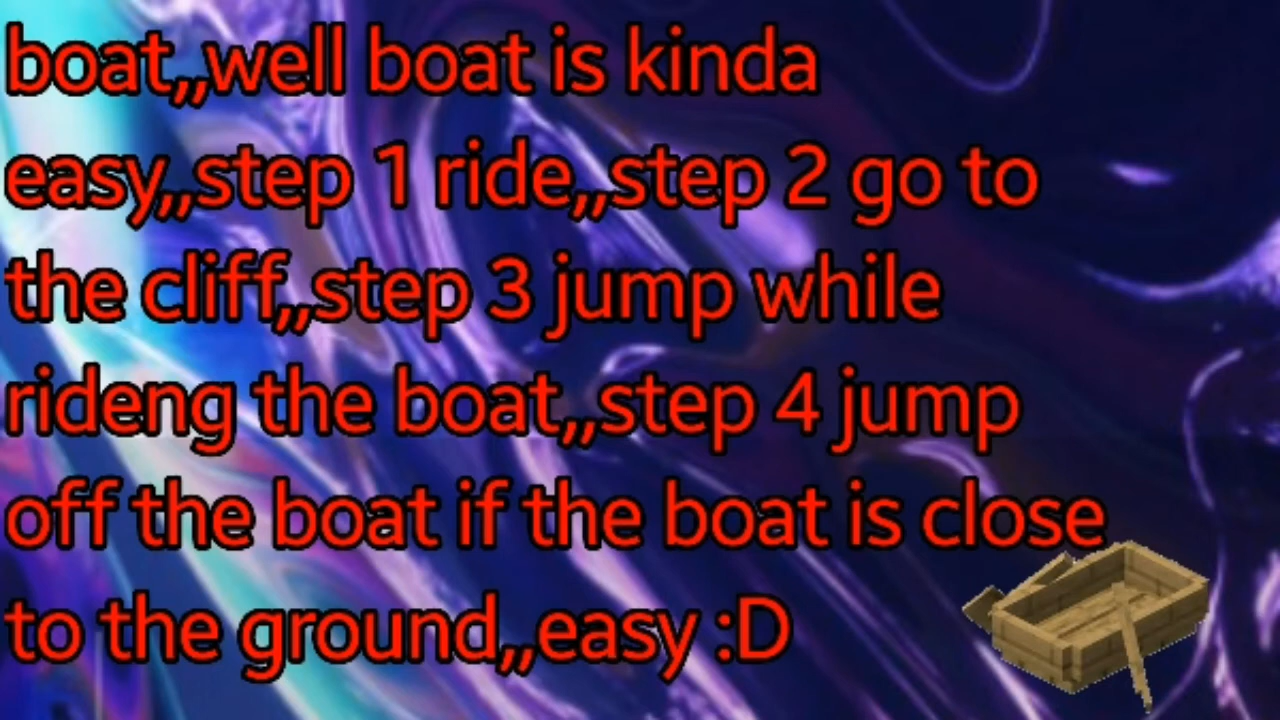 boat,,well boat is kinda
easy,,step 1 ride,,step 2 go to
the cliff,,step 3 jump while
rideng the boat,,step 4 jump
off the boat if the boat is close
to the ground,,easy :D